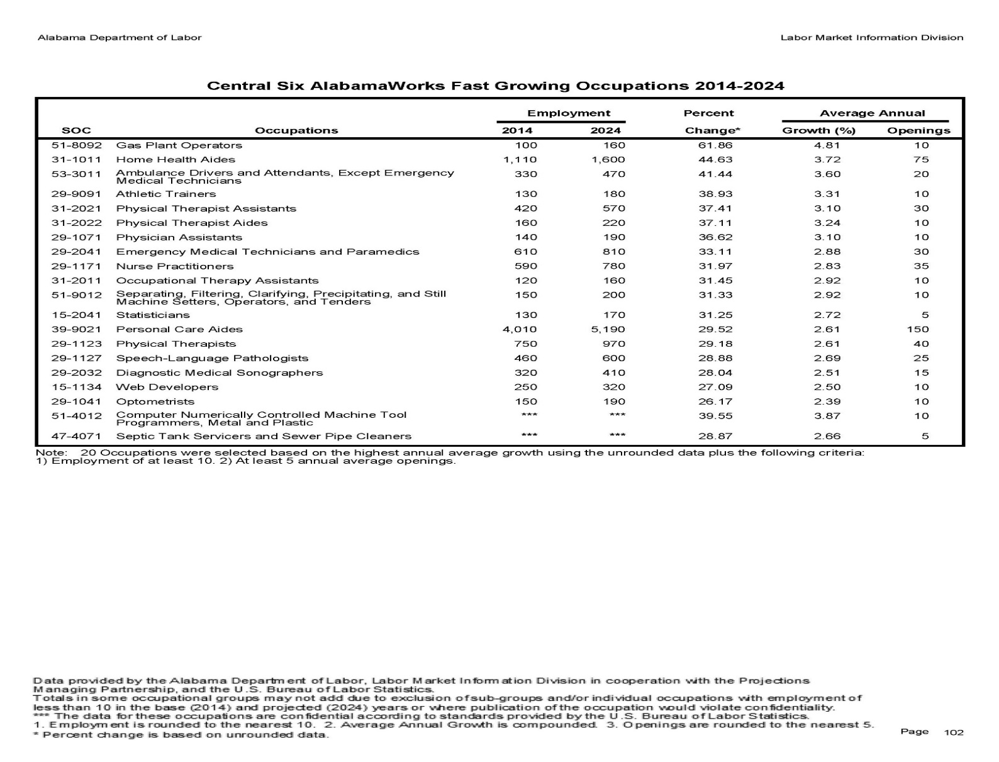 Alabama Department of Labor Labor Market Information Division
Central Six AlabamaWorks Fast Growing Occupations 2014-2024
Employment Percent Average Annual
SOC Occupations 2014 2024 Change* Growth (%) Openings
51-8092 Gas Plant Operators 100 160 61.86 4.81 10
31-1011 Home Health Aides 1,110 1,600 44.63 3.72 75
53-3011 Ambulance Drivers and Attendants, Except Emergency 330 470 41.44 3.60 20
Medical Technicians
29-9091 Athletic Trainers 130 180 38.93 3.31 10
31-2021 Physical Therapist Assistants 420 570 37.41 3.10 30
31-2022 Physical Therapist Aides 160 220 37.11 3.24 10
29-1071 Physician Assistants 140 190 36.62 3.10 10
29-2041 Emergency Medical Technicians and Paramedics 610 810 33.11 2.88 30
29-1171 Nurse Practitioners 590 780 31.97 2.83 35
31-2011 Occupational Therapy Assistants 120 160 31.45 2.92 10
51-9012 Separating, Filtering, Clarifying, Precipitating, and Still 150 200 31.33 2.92 10
Machine Setters, Operators, and Tenders
15-2041 Statisticians 130 170 31.25 2.72 5
39-9021 Personal Care Aides 4,010 5,190 29.52 2.61 150
29-1123 Physical Therapists 750 970 29.18 2.61 40
29-1127 Speech-Language Pathologists 460 600 28.88 2.69 25
29-2032 Diagnostic Medical Sonographers 320 410 28.04 2.51 15
15-1134 Web Developers 250 320 27.09 2.50 10
29-1041 Optometrists 150 190 26.17 2.39 10
51-4012 Computer Numerically Controlled Machine Tool *** *** 39.55 3.87 10
Programmers, Metal and Plastic
47-4071 Septic Tank Servicers and Sewer Pipe Cleaners *** *** 28.87 2.66 5
Note: 20 Occupations were selected based on the highest annual average growth using the unrounded data plus the following criteria:
1) Employment of at least 10. 2) At least 5 annual average openings.
Data provided by the Alabama Department of Labor, Labor Market Information Division in cooperation with the Projections
Managing Partnership, and the U.S. Bureau of Labor Statistics.
Totals in some occupational groups may not add due to exclusion of sub-groups and/or individual occupations with employment of
less than 10 in the base (2014) and projected (2024) years or where publication of the occupation would violate confidentiality.
*** The data for these occupations are confidential according to standards provided by the U.S. Bureau of Labor Statistics.
1. Employment is rounded to the nearest 10. 2. Average Annual Growth is compounded. 3. Openings are rounded to the nearest 5.
* Percent change is based on unrounded data.
Page 102